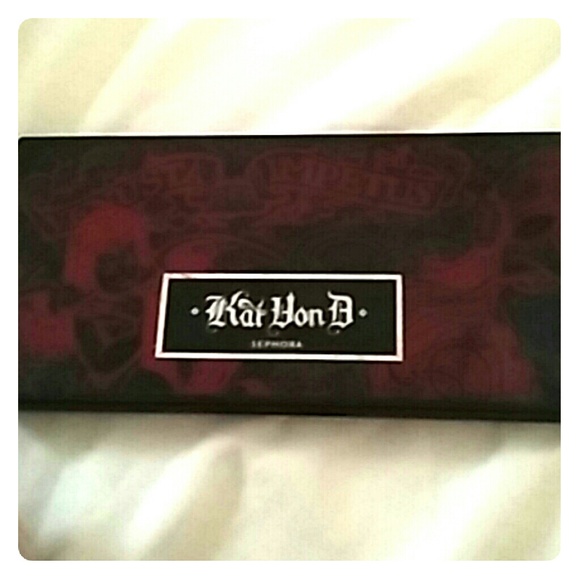 · Kat Von D ·
SEPHORA